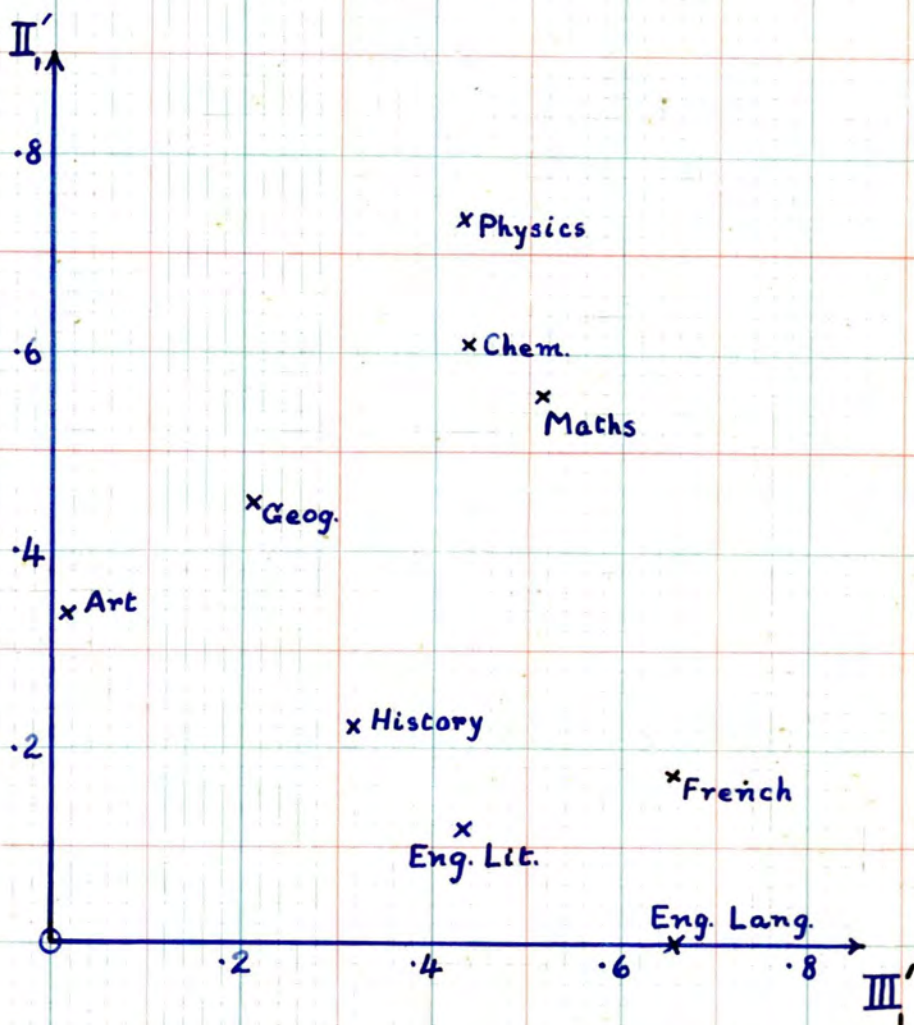 II′
.8
Physics
.6
Chem.
Maths
Geog.
.4
Art
History
.2
French
Eng. Lit.
Eng. Lang.
O
.2 .4 .6 .8
III′